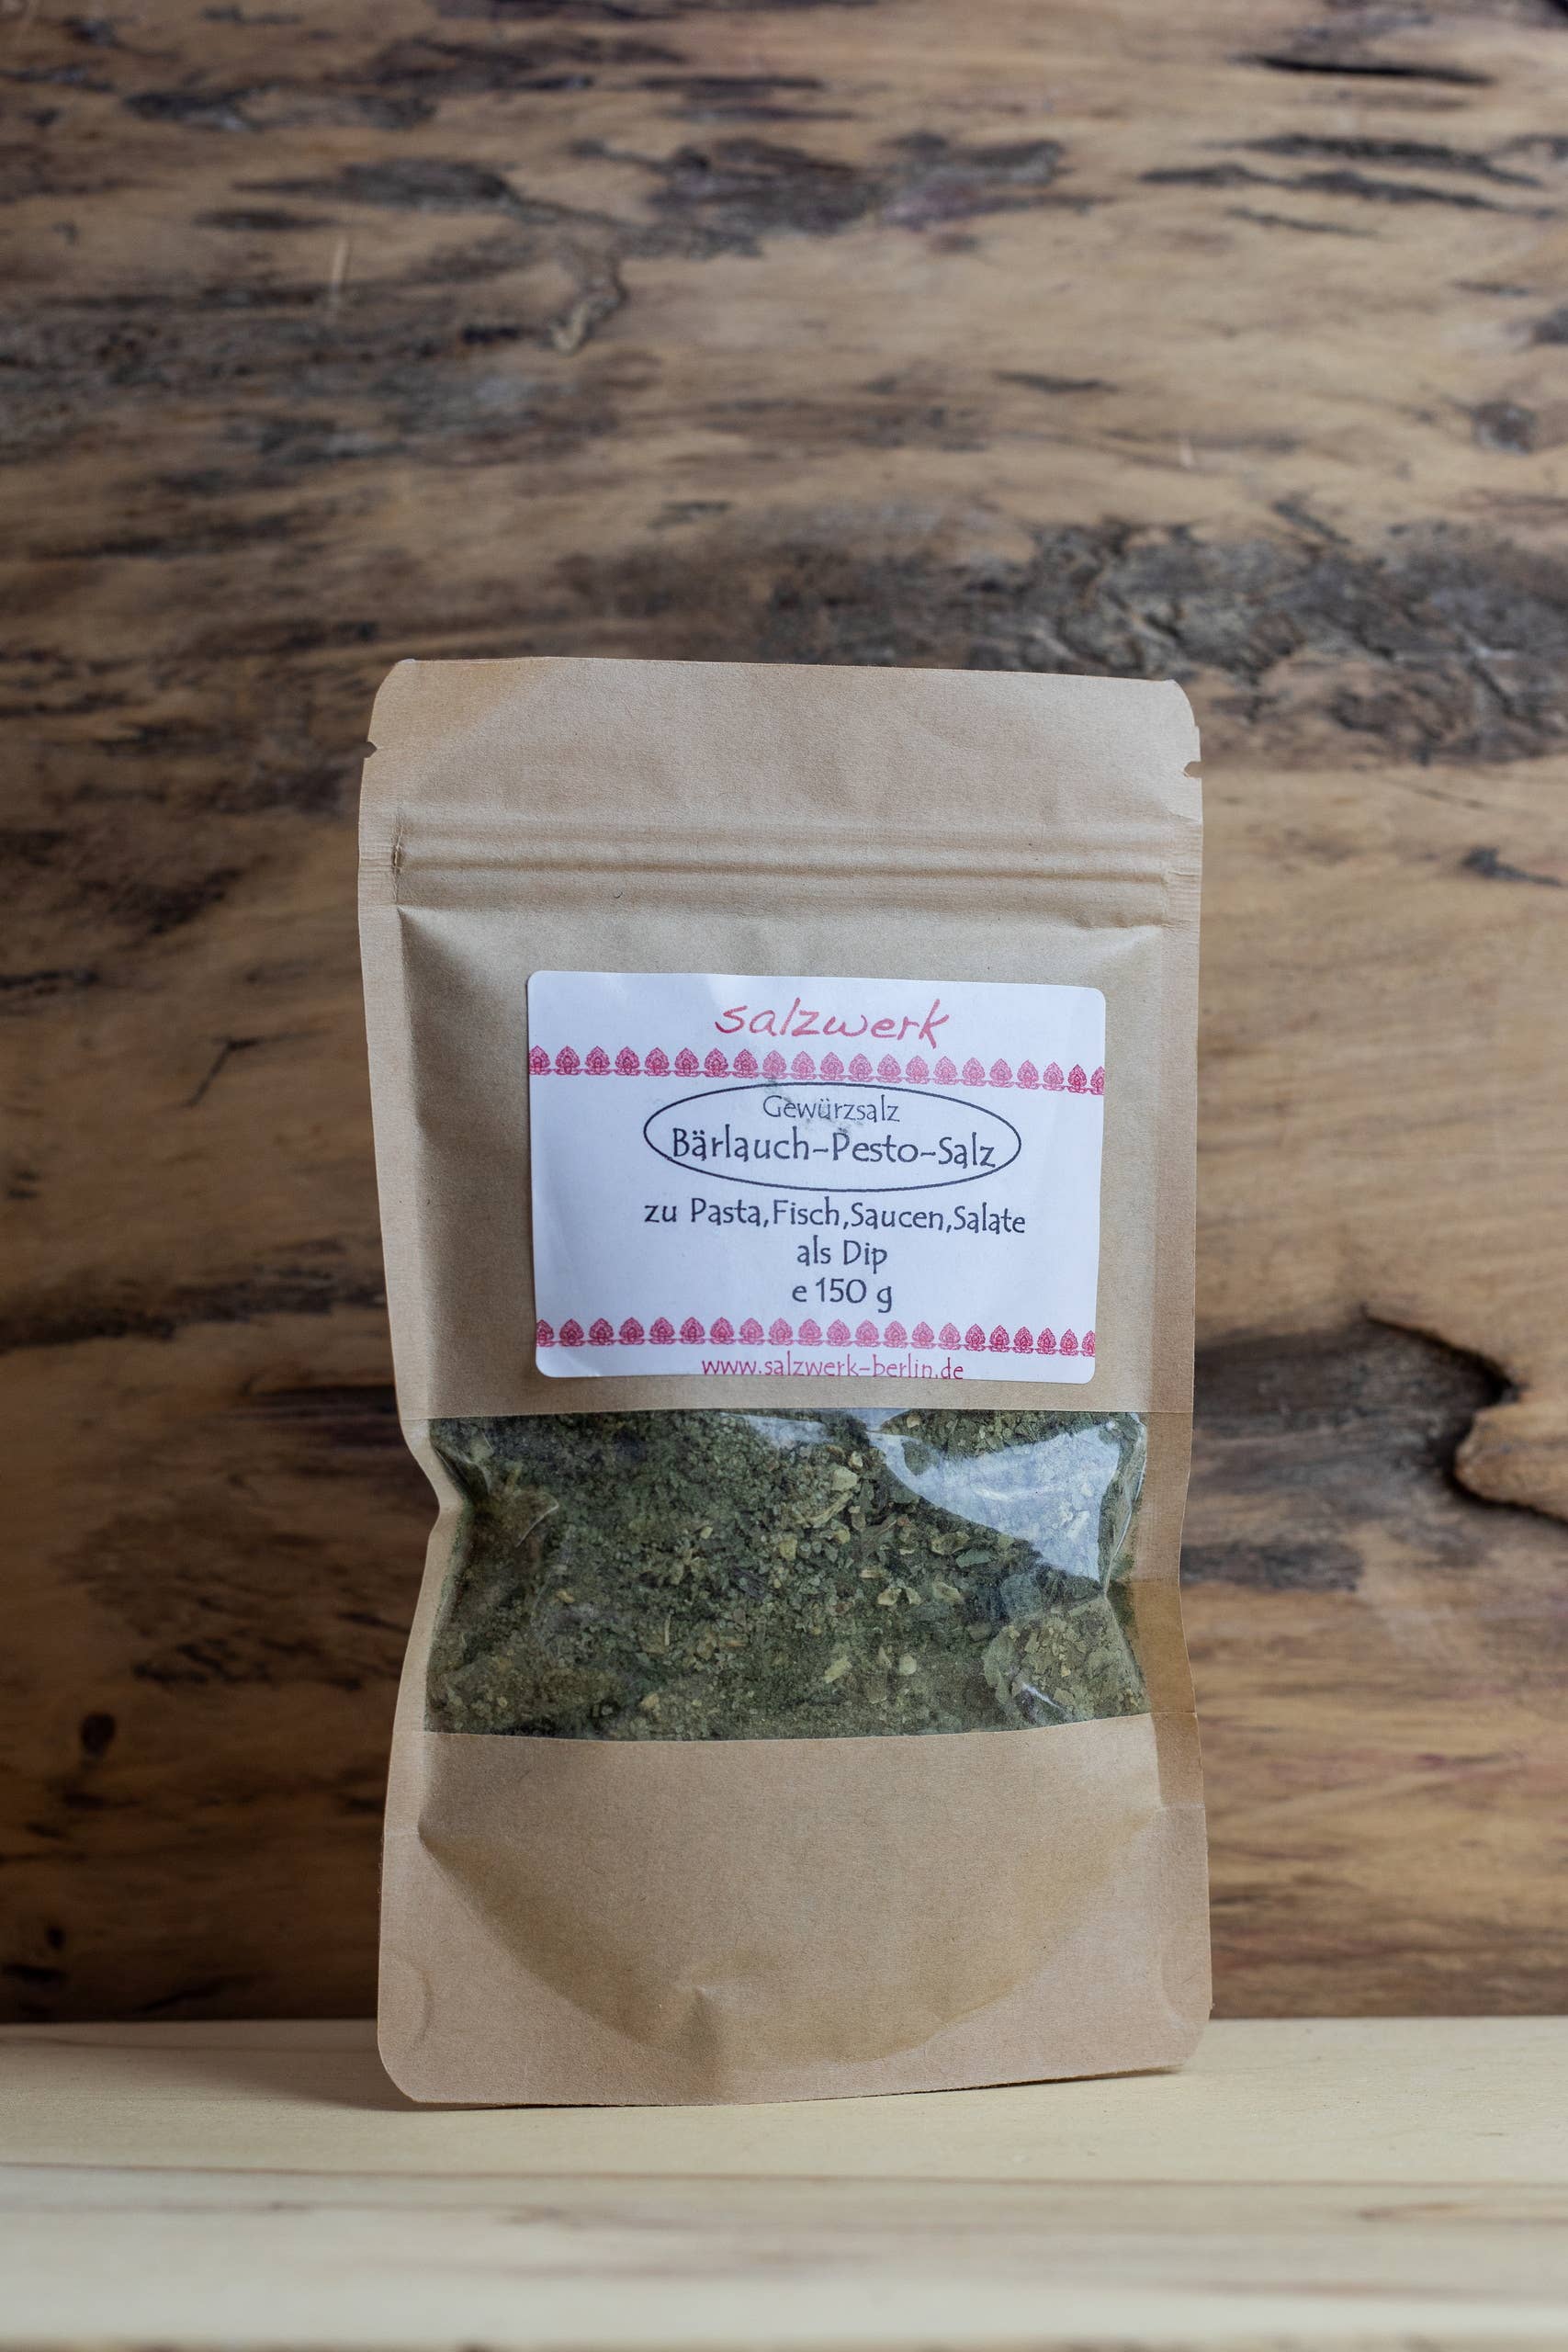 salzwerk
Gewürzsalz
Bärlauch-Pesto-Salz
zu Pasta,Fisch,Saucen,Salate
als Dip
e 150 g
www.salzwerk-berlin.de